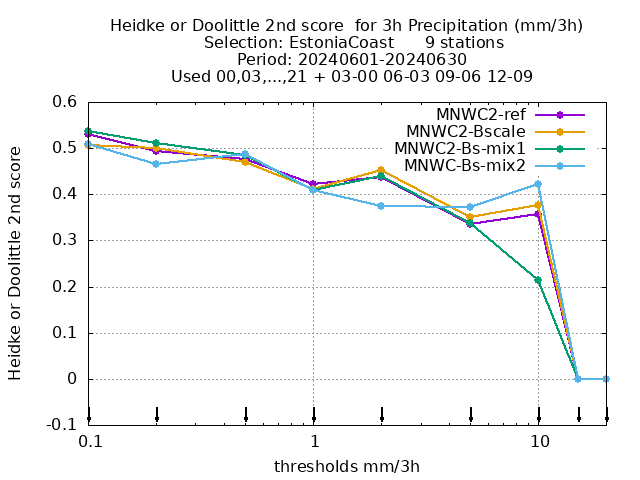 Heidke or Doolittle 2nd score  for 3h Precipitation (mm/3h)
Selection: EstoniaCoast      9 stations
Period: 20240601-20240630
Used 00,03,...,21 + 03-00 06-03 09-06 12-09
MNWC2-ref
MNWC2-Bscale
MNWC2-Bs-mix1
MNWC-Bs-mix2
Heidke or Doolittle 2nd score
0.6
0.5
0.4
0.3
0.2
0.1
0
-0.1
0.1 1 10
thresholds mm/3h